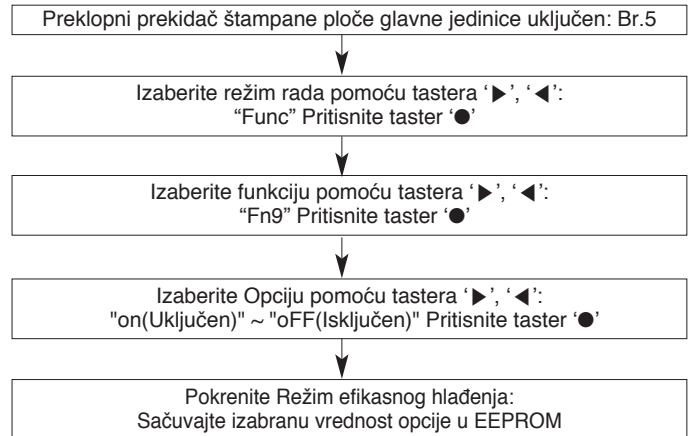 Preklopni prekidač štampane ploče glavne jedinice uključen: Br.5
Izaberite režim rada pomoću tastera ‘▶’, ‘◀’:
“Func” Pritisnite taster ‘●’
Izaberite funkciju pomoću tastera ‘▶’, ‘◀’:
“Fn9” Pritisnite taster ‘●’
Izaberite Opciju pomoću tastera ‘▶’, ‘◀’:
"on(Uključen)" ~ "oFF(Isključen)" Pritisnite taster ‘●’
Pokrenite Režim efikasnog hlađenja:
Sačuvajte izabranu vrednost opcije u EEPROM